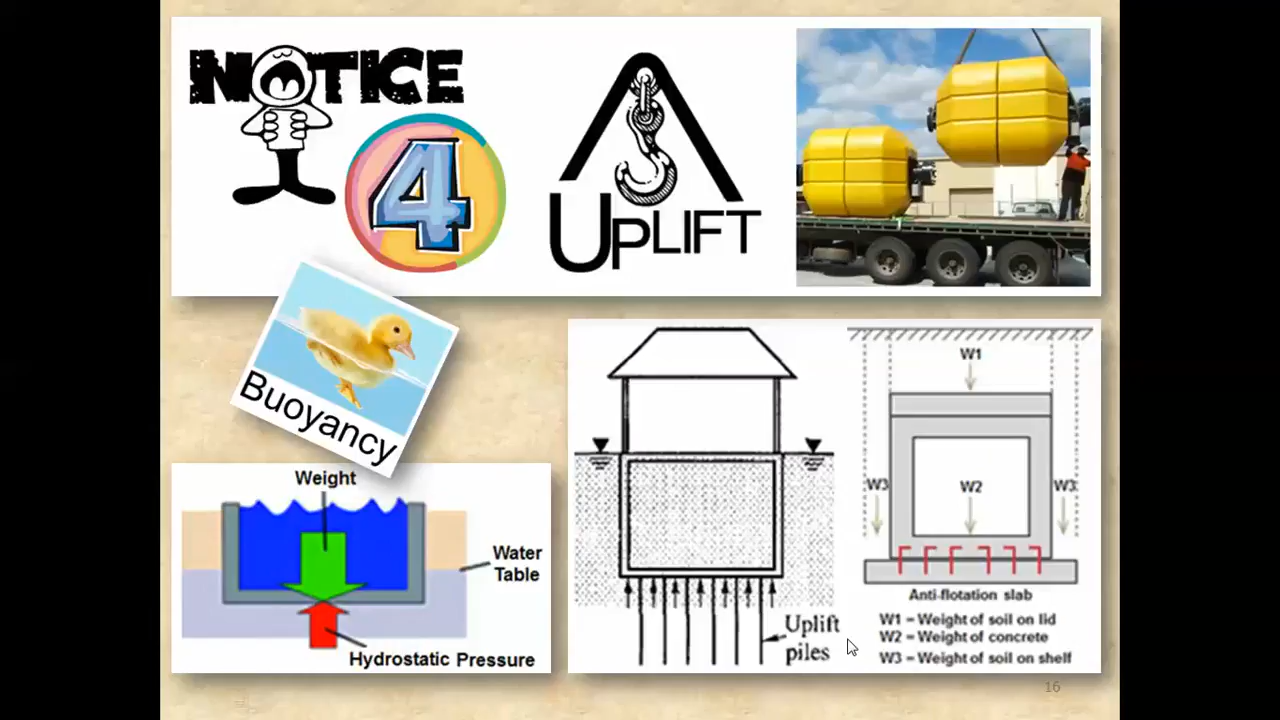 NOTICE
4
UPLIFT
Buoyancy
Weight
Water
Table
Hydrostatic Pressure
Uplift
piles
W1
W3
W2
W3
Anti-flotation slab
W1 = Weight of soil on lid
W2 = Weight of concrete
W3 = Weight of soil on shelf
16